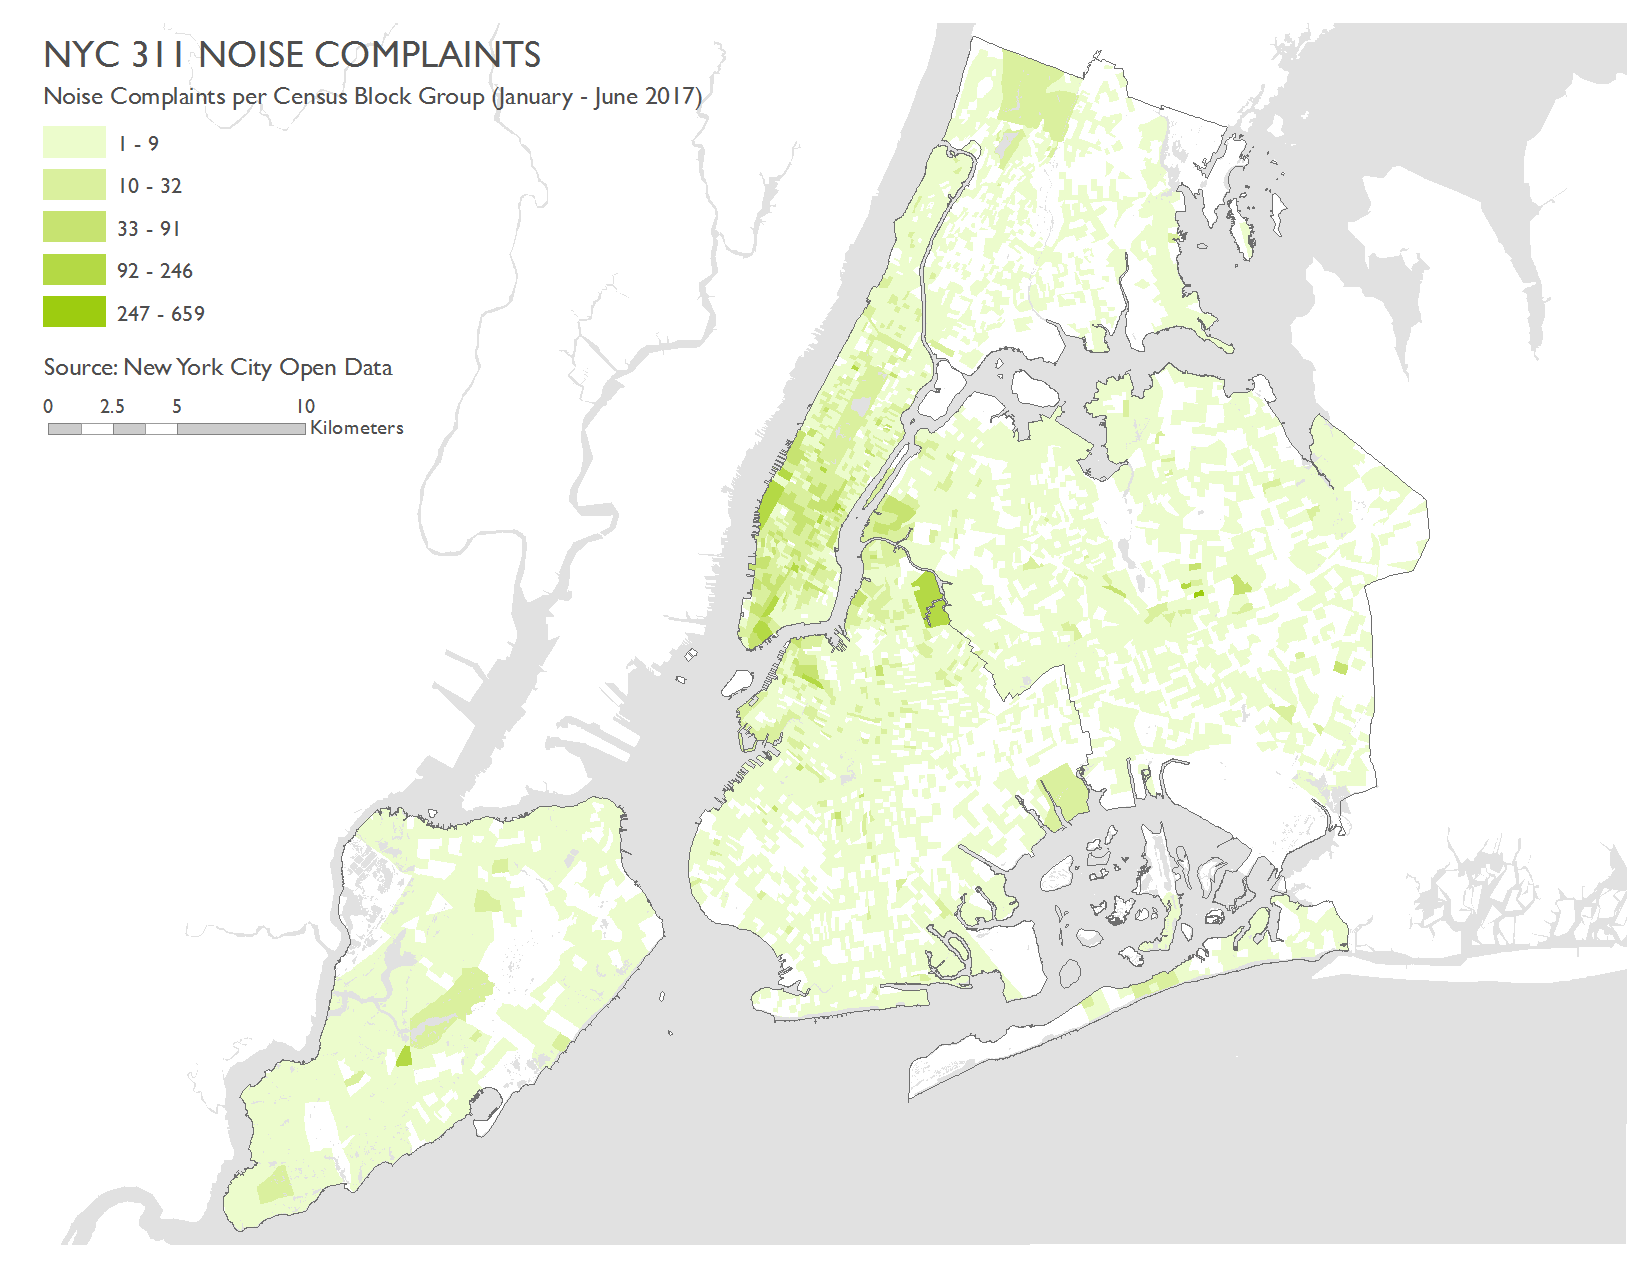 NYC 311 NOISE COMPLAINTS
Noise Complaints per Census Block Group (January - June 2017)
1 - 9
10 - 32
33 - 91
92 - 246
247 - 659
Source: New York City Open Data
0 2.5 5 10
Kilometers